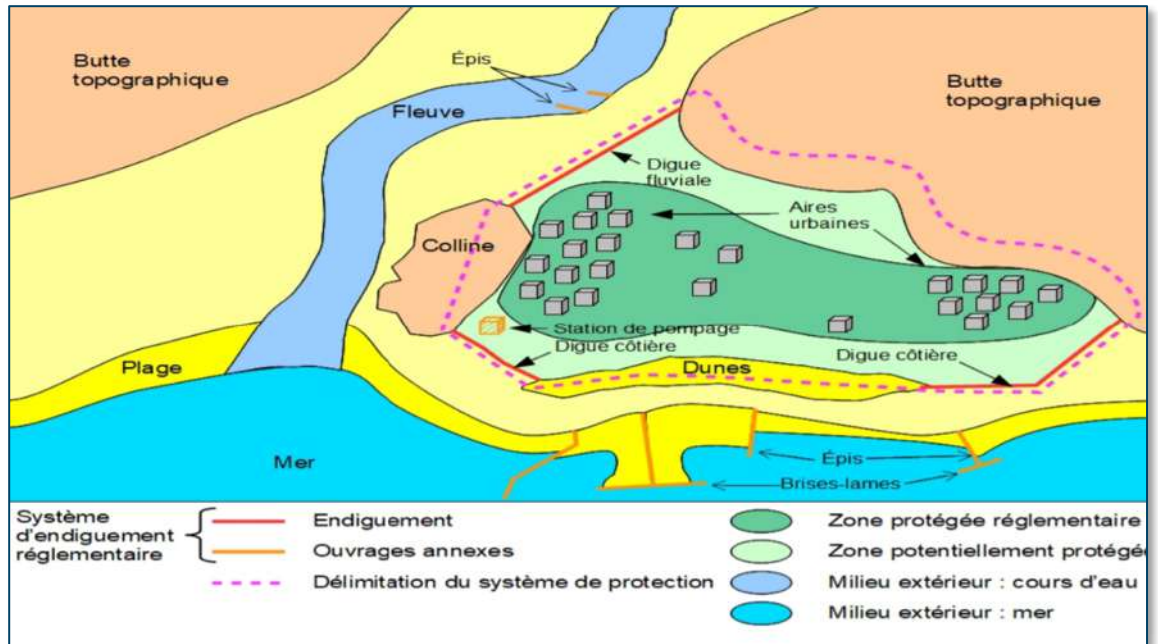 Butte
topographique
Épis
Fleuve
Butte
topographique
Digue
fluviale
Aires
urbaines
Colline
Station de pompage
Digue côtière
Digue côtière
Plage
Dunes
Mer
Épis
Brises-lames
Système
d'endiguement
réglementaire
Endiguement
Ouvrages annexes
Délimitation du système de protection
Zone protégée réglementaire
Zone potentiellement protégée
Milieu extérieur : cours d'eau
Milieu extérieur : mer